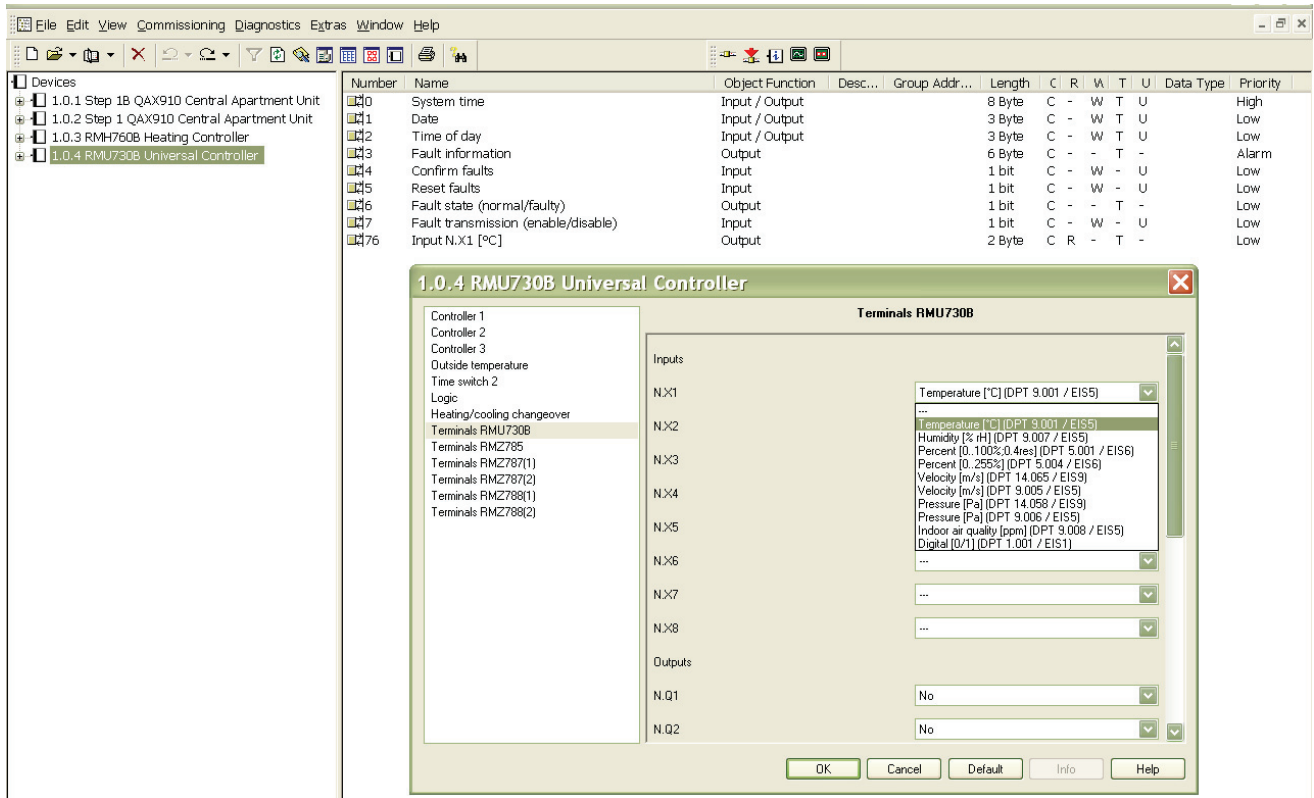 File Edit View Commissioning Diagnostics Extras Window Help
Devices
1.0.1 Step 1B QAX910 Central Apartment Unit
1.0.2 Step 1 QAX910 Central Apartment Unit
1.0.3 RMH760B Heating Controller
1.0.4 RMU730B Universal Controller
Number Name Object Function Desc... Group Addr... Length C R W T U Data Type Priority
0 System time Input / Output 8 Byte C - W T U High
1 Date Input / Output 3 Byte C - W T U Low
2 Time of day Input / Output 3 Byte C - W T U Low
3 Fault information Output 6 Byte C - - T - Alarm
4 Confirm faults Input 1 bit C - W - U Low
5 Reset faults Input 1 bit C - W - U Low
6 Fault state (normal/faulty) Output 1 bit C - - T - Low
7 Fault transmission (enable/disable) Input 1 bit C - W - U Low
76 Input N.X1 [°C] Output 2 Byte C R - T - Low
1.0.4 RMU730B Universal Controller
Controller 1
Controller 2
Controller 3
Outside temperature
Time switch 2
Logic
Heating/cooling changeover
Terminals RMU730B
Terminals RMZ785
Terminals RMZ787(1)
Terminals RMZ787(2)
Terminals RMZ788(1)
Terminals RMZ788(2)
Terminals RMU730B
Inputs
N.X1 Temperature [°C] (DPT 9.001 / EIS5)
---
Temperature [°C] (DPT 9.001 / EIS5)
Humidity [% rH] (DPT 9.007 / EIS5)
Percent [0..100%;0.4res] (DPT 5.001 / EIS6)
Percent [0..255%] (DPT 5.004 / EIS6)
Velocity [m/s] (DPT 14.065 / EIS9)
Velocity [m/s] (DPT 9.005 / EIS5)
Pressure [Pa] (DPT 14.058 / EIS9)
Pressure [Pa] (DPT 9.006 / EIS5)
Indoor air quality [ppm] (DPT 9.008 / EIS5)
Digital [0/1] (DPT 1.001 / EIS1)
N.X2
N.X3
N.X4
N.X5
N.X6 ---
N.X7 ---
N.X8 ---
Outputs
N.Q1 No
N.Q2 No
OK Cancel Default Info Help